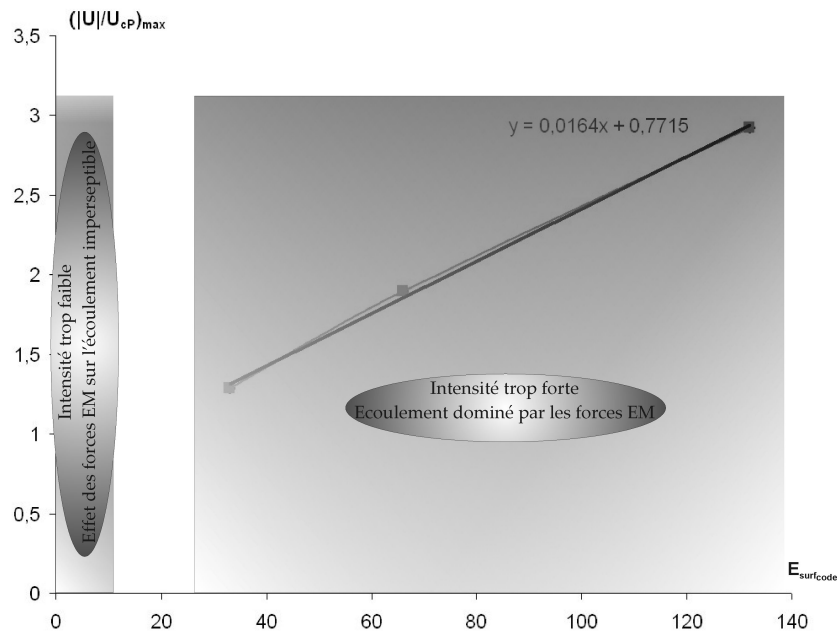 (|U|/U_cP)_max
3,5
3
2,5
2
1,5
1
0,5
0
y = 0,0164x + 0,7715
Intensité trop faible
Effet des forces EM sur l'écoulement imperseptible
Intensité trop forte
Ecoulement dominé par les forces EM
E_surf_code
0 20 40 60 80 100 120 140